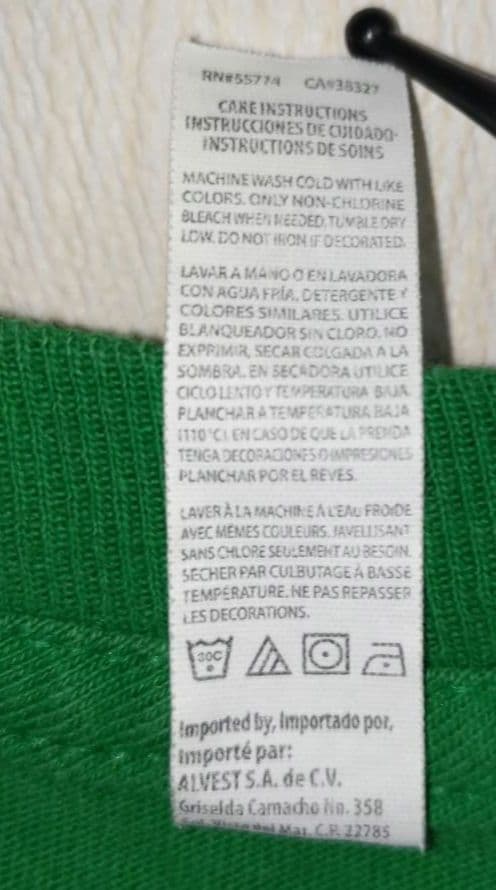 RN#55774 CA#38327
CARE INSTRUCTIONS
INSTRUCCIONES DE CUIDADO-
INSTRUCTIONS DE SOINS
MACHINE WASH COLD WITH LIKE
COLORS. ONLY NON-CHLORINE
BLEACH WHEN NEEDED, TUMBLE DRY
LOW. DO NOT IRON IF DECORATED.
LAVAR A MANO O EN LAVADORA
CON AGUA FRÍA, DETERGENTE Y
COLORES SIMILARES. UTILICE
BLANQUEADOR SIN CLORO. NO
EXPRIMIR, SECAR COLGADA A LA
SOMBRA. EN SECADORA UTILICE
CICLO LENTO Y TEMPERATURA BAJA.
PLANCHAR A TEMPERATURA BAJA
(110°C). EN CASO DE QUE LA PRENDA
TENGA DECORACIONES O IMPRESIONES
PLANCHAR POR EL REVES.
LAVER À LA MACHINE À L'EAU FROIDE
AVEC MÊMES COULEURS. JAVELLISANT
SANS CHLORE SEULEMENT AU BESOIN.
SÉCHER PAR CULBUTAGE À BASSE
TEMPÉRATURE. NE PAS REPASSER
LES DECORATIONS.
30C
Imported by, Importado por,
Importé par:
ALVEST S.A. de C.V.
Griselda Camacho No. 358
del Mar, C.P. 22785